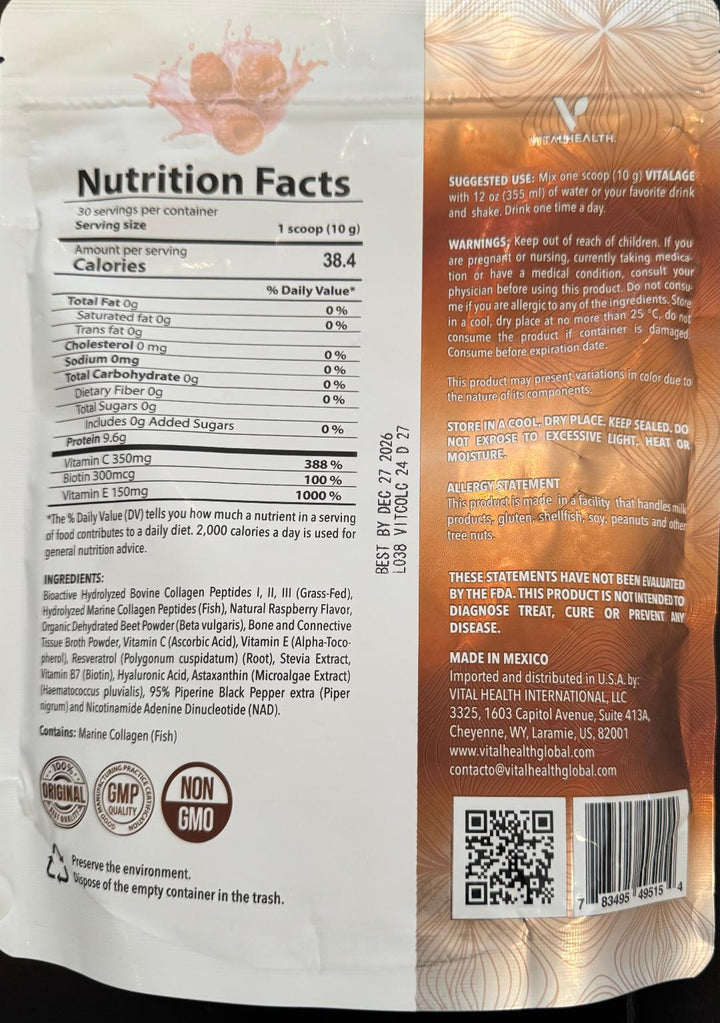 Nutrition Facts
30 servings per container
Serving size 1 scoop (10 g)
Amount per serving
Calories 38.4
% Daily Value*
Total Fat 0g 0 %
Saturated fat 0g 0 %
Trans fat 0g
Cholesterol 0 mg 0 %
Sodium 0mg 0 %
Total Carbohydrate 0g 0 %
Dietary Fiber 0g 0 %
Total Sugars 0g
Includes 0g Added Sugars 0 %
Protein 9.6g
Vitamin C 350mg 388 %
Biotin 300mcg 100 %
Vitamin E 150mg 1000 %
*The % Daily Value (DV) tells you how much a nutrient in a serving
of food contributes to a daily diet. 2,000 calories a day is used for
general nutrition advice.
INGREDIENTS:
Bioactive Hydrolyzed Bovine Collagen Peptides I, II, III (Grass-Fed),
Hydrolyzed Marine Collagen Peptides (Fish), Natural Raspberry Flavor,
Organic Dehydrated Beet Powder (Beta vulgaris), Bone and Connective
Tissue Broth Powder, Vitamin C (Ascorbic Acid), Vitamin E (Alpha-Toco-
pherol), Resveratrol (Polygonum cuspidatum) (Root), Stevia Extract,
Vitamin B7 (Biotin), Hyaluronic Acid, Astaxanthin (Microalgae Extract)
(Haematococcus pluvialis), 95% Piperine Black Pepper extra (Piper
nigrum) and Nicotinamide Adenine Dinucleotide (NAD).
Contains: Marine Collagen (Fish)
100%
ORIGINAL
BEST QUALITY
GOOD MANUFACTURING PRACTICE CERTIFICATION
GMP
QUALITY
NON
GMO
Preserve the environment.
Dispose of the empty container in the trash.
BEST BY DEC 27 2026
L038 VITCOLC 24 D 27
VITALHEALTH.
SUGGESTED USE: Mix one scoop (10 g) VITALAGE
with 12 oz (355 ml) of water or your favorite drink
and shake. Drink one time a day.
WARNINGS: Keep out of reach of children. If you
are pregnant or nursing, currently taking medica-
tion or have a medical condition, consult your
physician before using this product. Do not consu-
me if you are allergic to any of the ingredients. Store
in a cool, dry place at no more than 25 °C, do not
consume the product if container is damaged.
Consume before expiration date.
This product may present variations in color due to
the nature of its components.
STORE IN A COOL, DRY PLACE. KEEP SEALED. DO
NOT EXPOSE TO EXCESSIVE LIGHT, HEAT OR
MOISTURE.
ALLERGY STATEMENT
This product is made in a facility that handles milk
products, gluten, shellfish, soy, peanuts and other
tree nuts.
THESE STATEMENTS HAVE NOT BEEN EVALUATED
BY THE FDA. THIS PRODUCT IS NOT INTENDED TO
DIAGNOSE TREAT, CURE OR PREVENT ANY
DISEASE.
MADE IN MEXICO
Imported and distributed in U.S.A. by:
VITAL HEALTH INTERNATIONAL, LLC
3325, 1603 Capitol Avenue, Suite 413A,
Cheyenne, WY, Laramie, US, 82001
www.vitalhealthglobal.com
contacto@vitalhealthglobal.com
7 83495 49515 4